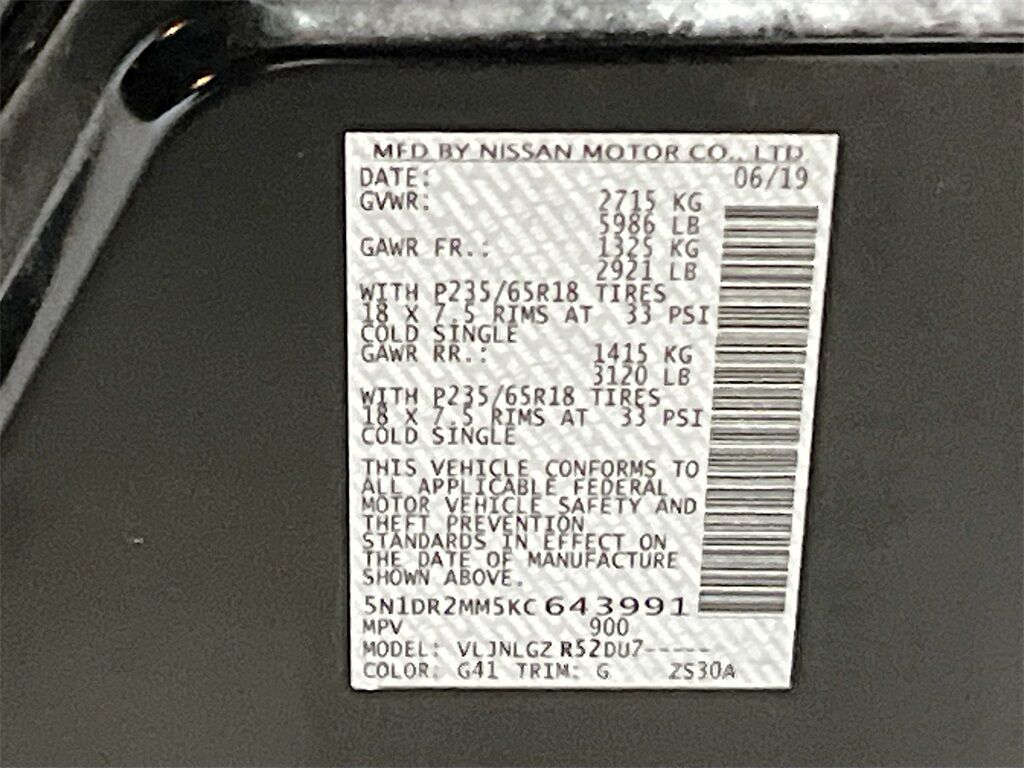 MFD BY NISSAN MOTOR CO., LTD.
DATE: 06/19
GVWR: 2715 KG
5986 LB
GAWR FR.: 1325 KG
2921 LB
WITH P235/65R18 TIRES
18 X 7.5 RIMS AT 33 PSI
COLD SINGLE
GAWR RR.: 1415 KG
3120 LB
WITH P235/65R18 TIRES
18 X 7.5 RIMS AT 33 PSI
COLD SINGLE
THIS VEHICLE CONFORMS TO
ALL APPLICABLE FEDERAL
MOTOR VEHICLE SAFETY AND
THEFT PREVENTION
STANDARDS IN EFFECT ON
THE DATE OF MANUFACTURE
SHOWN ABOVE.
5N1DR2MM5KC643991
MPV 900
MODEL: VLJNLGZ R52DU7-----
COLOR: G41 TRIM: G ZS30A